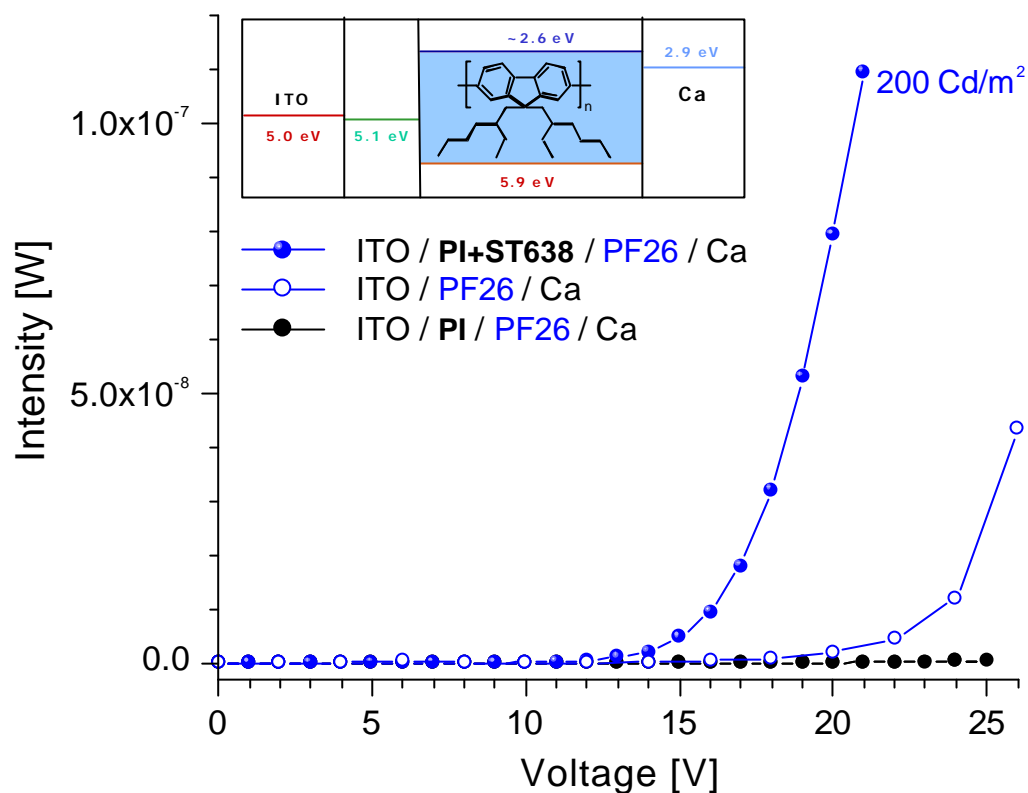 ~2.6 eV
2.9 eV
ITO
Ca
5.0 eV
5.1 eV
n
5.9 eV
200 Cd/m²
1.0x10⁻⁷
ITO / PI+ST638 / PF26 / Ca
ITO / PF26 / Ca
ITO / PI / PF26 / Ca
5.0x10⁻⁸
0.0
Intensity [W]
0 5 10 15 20 25
Voltage [V]